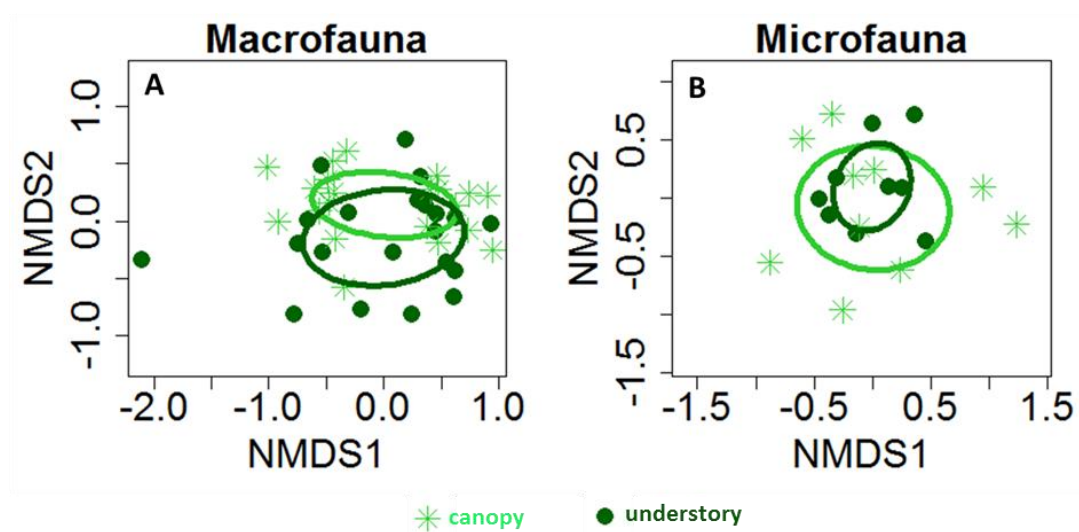 Macrofauna
A
NMDS2
1.0
0.0
-1.0
-2.0 -1.0 0.0 1.0
NMDS1
Microfauna
B
NMDS2
0.5
-0.5
-1.5
-1.5 -0.5 0.5 1.5
NMDS1
canopy understory